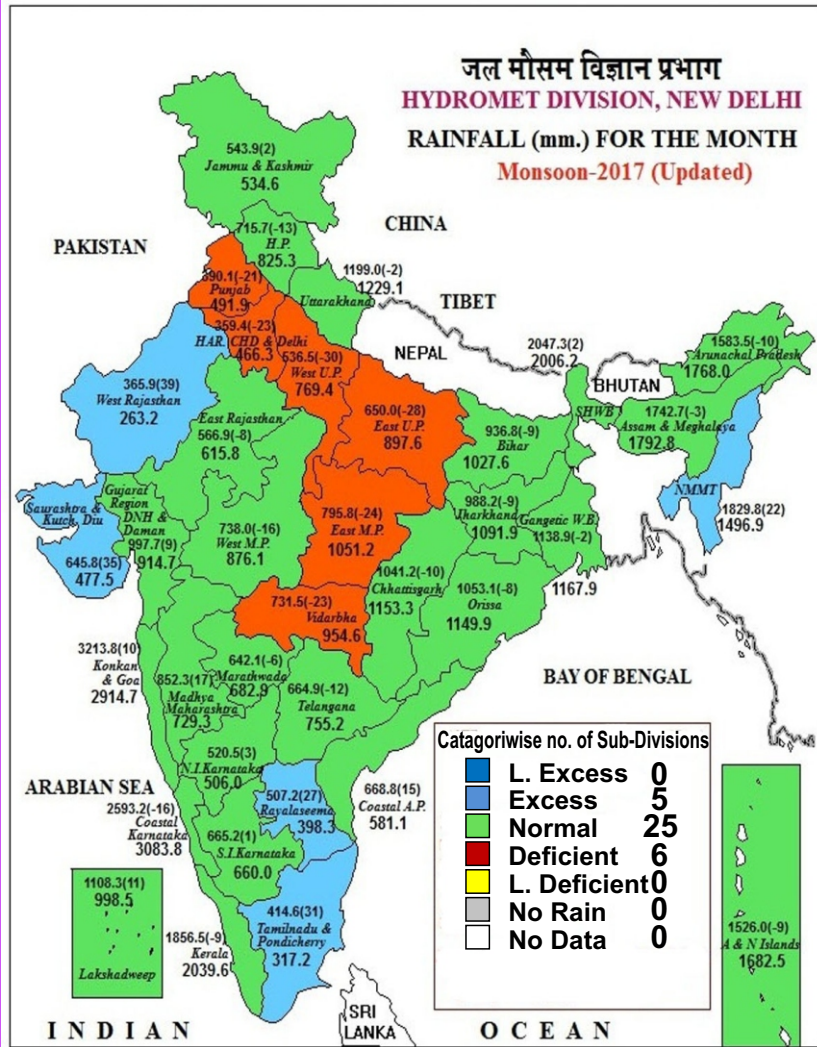 जल मौसम विज्ञान प्रभाग
HYDROMET DIVISION, NEW DELHI
RAINFALL (mm.) FOR THE MONTH
Monsoon-2017 (Updated)
543.9(2)
Jammu & Kashmir
534.6
CHINA
PAKISTAN
715.7(-13)
H.P.
825.3
1199.0(-2)
1229.1
Uttarakhand
TIBET
390.1(-21)
Punjab
491.9
359.4(-23)
HAR. CHD & Delhi
466.3
536.5(-30)
West U.P.
769.4
NEPAL
2047.3(2)
2006.2
1583.5(-10)
Arunachal Pradesh
1768.0
BHUTAN
365.9(39)
West Rajasthan
263.2
East Rajasthan
566.9(-8)
615.8
650.0(-28)
East U.P.
897.6
936.8(-9)
Bihar
1027.6
SHWB
1742.7(-3)
Assam & Meghalaya
1792.8
NMMT
1829.8(22)
1496.9
Saurashtra &
Kutch, Diu
645.8(35)
477.5
Gujarat
Region
DNH &
Daman
997.7(9)
914.7
738.0(-16)
West M.P.
876.1
795.8(-24)
East M.P.
1051.2
988.2(-9)
Jharkhand
1091.9
Gangetic W.B.
1138.9(-2)
1167.9
1041.2(-10)
Chhattisgarh
1153.3
1053.1(-8)
Orissa
1149.9
731.5(-23)
Vidarbha
954.6
3213.8(10)
Konkan
& Goa
2914.7
852.3(17)
Madhya
Maharashtra
729.3
642.1(-6)
Marathwada
682.9
664.9(-12)
Telangana
755.2
BAY OF BENGAL
ARABIAN SEA
520.5(3)
N.I.Karnataka
506.0
2593.2(-16)
Coastal
Karnataka
3083.8
507.2(27)
Rayalaseema
398.3
668.8(15)
Coastal A.P.
581.1
665.2(1)
S.I.Karnataka
660.0
414.6(31)
Tamilnadu &
Pondicherry
317.2
1856.5(-9)
Kerala
2039.6
1108.3(11)
998.5
Lakshadweep
Catagoriwise no. of Sub-Divisions
L. Excess 0
Excess 5
Normal 25
Deficient 6
L. Deficient 0
No Rain 0
No Data 0
1526.0(-9)
A & N Islands
1682.5
SRI
LANKA
INDIAN OCEAN